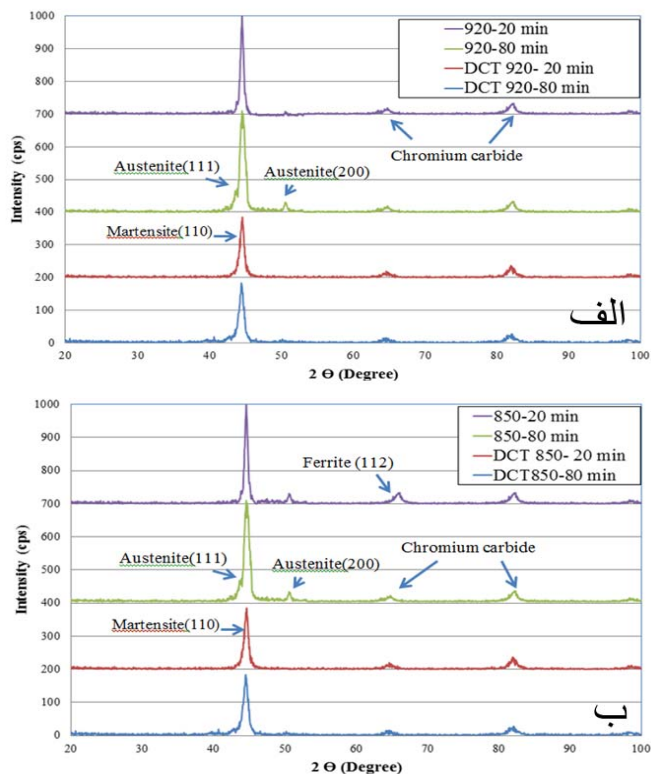 1000
900
800
700
600
500
400
300
200
100
0
Intensity (cps)
920-20 min
920-80 min
DCT 920- 20 min
DCT 920-80 min
Chromium carbide
Austenite(111)
Austenite(200)
Martensite(110)
الف
20 30 40 50 60 70 80 90 100
2 Ɵ (Degree)
1000
900
800
700
600
500
400
300
200
100
0
Intensity (cps)
850-20 min
850-80 min
DCT 850- 20 min
DCT850-80 min
Ferrite (112)
Chromium carbide
Austenite(111)
Austenite(200)
Martensite(110)
ب
20 30 40 50 60 70 80 90 100
2 Ɵ (Degree)